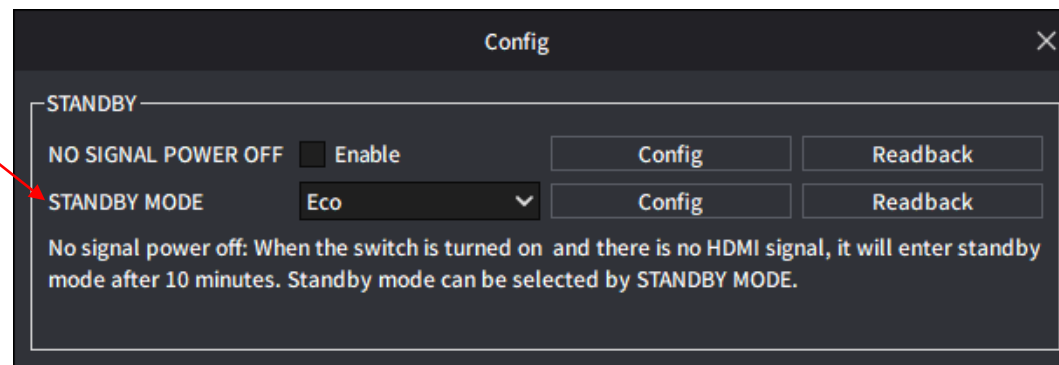 Config
STANDBY
NO SIGNAL POWER OFF Enable Config Readback
STANDBY MODE Eco Config Readback
No signal power off: When the switch is turned on and there is no HDMI signal, it will enter standby
mode after 10 minutes. Standby mode can be selected by STANDBY MODE.